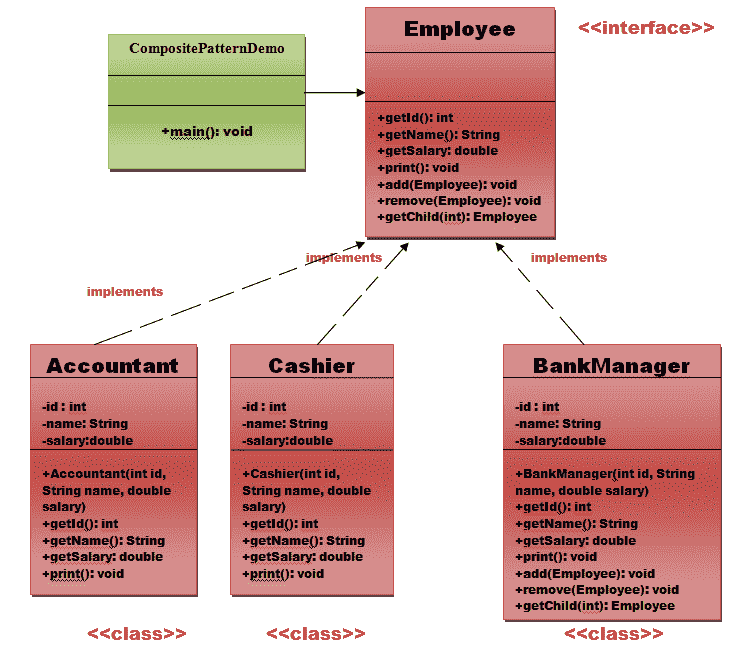 CompositePatternDemo
+main(): void
Employee
<<interface>>
+getId(): int
+getName(): String
+getSalary: double
+print(): void
+add(Employee): void
+remove(Employee): void
+getChild(int): Employee
implements
implements
implements
Accountant
-id : int
-name: String
-salary:double
+Accountant(int id,
String name, double
salary)
+getId(): int
+getName(): String
+getSalary: double
+print(): void
<<class>>
Cashier
-id : int
-name: String
-salary:double
+Cashier(int id,
String name, double
salary)
+getId(): int
+getName(): String
+getSalary: double
+print(): void
<<class>>
BankManager
-id : int
-name: String
-salary:double
+BankManager(int id, String
name, double salary)
+getId(): int
+getName(): String
+getSalary: double
+print(): void
+add(Employee): void
+remove(Employee): void
+getChild(int): Employee
<<class>>